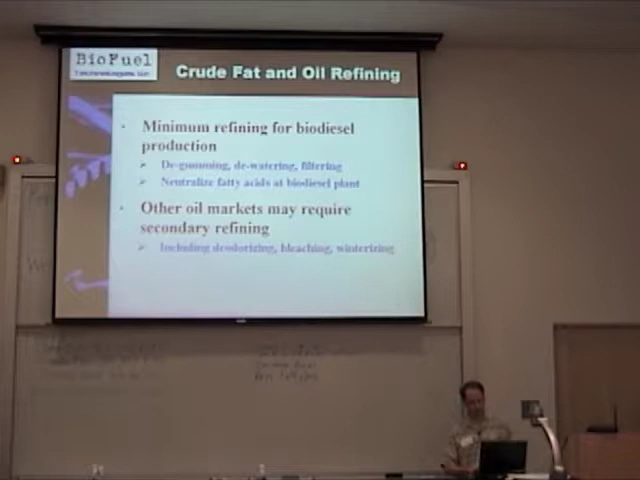 BioFuel
Crude Fat and Oil Refining
Minimum refining for biodiesel
production
De-gumming, de-watering, filtering
Neutralize fatty acids at biodiesel plant
Other oil markets may require
secondary refining
Including deodorizing, bleaching, winterizing